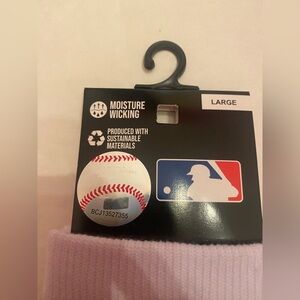 MOISTURE
WICKING
LARGE
PRODUCED WITH
SUSTAINABLE
MATERIALS
BCJ13527355